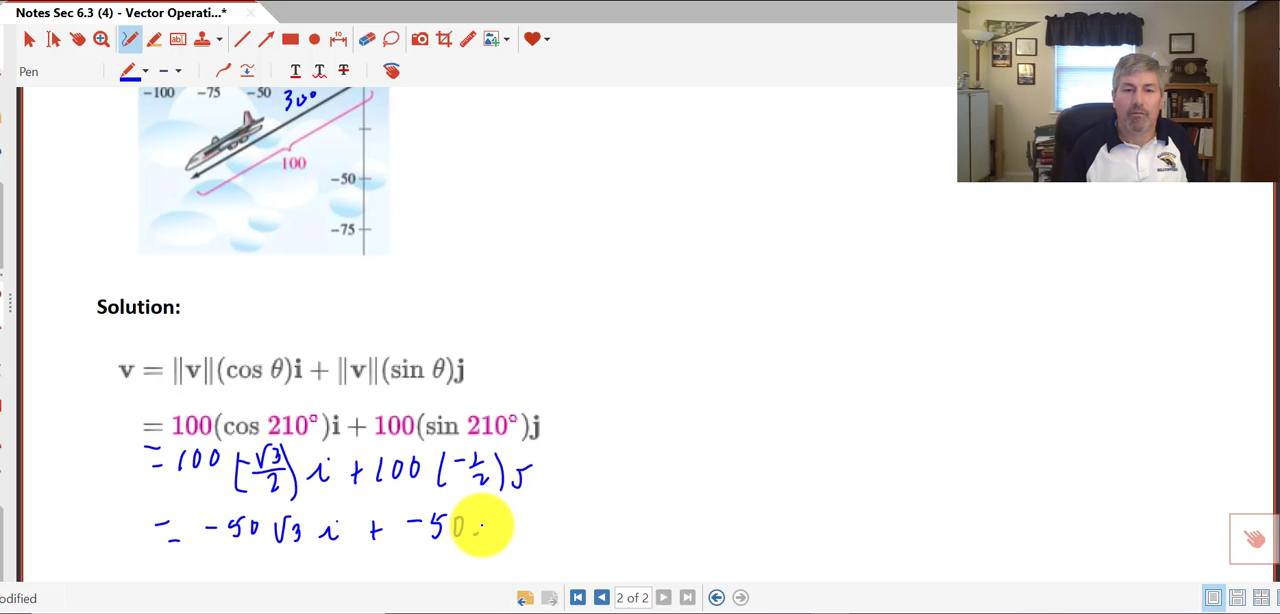 Notes Sec 6.3 (4) - Vector Operati...*
Pen
-100 -75 -50
30°
100
-50
-75
Solution:
v = ‖v‖(cos θ)i + ‖v‖(sin θ)j
= 100(cos 210°)i + 100(sin 210°)j
= 100 (-√3/2) i + 100 (-1/2) j
= -50 √3 i + -50
odified
2 of 2